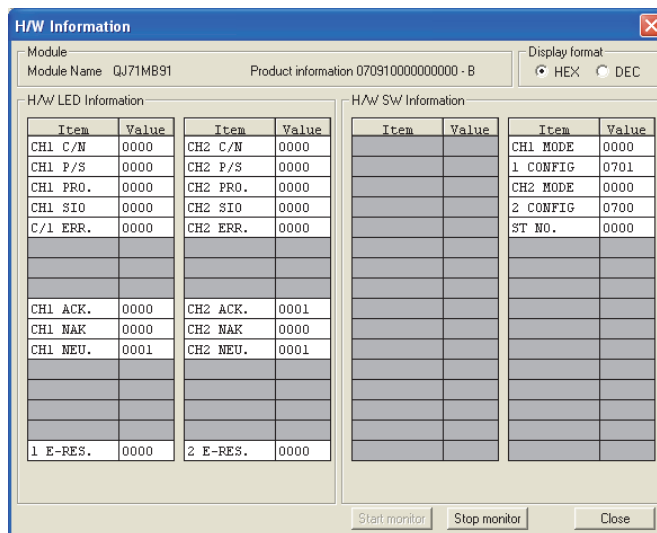 H/W Information
Module
Module Name QJ71MB91 Product information 070910000000000 - B
Display format
HEX DEC
H/W LED Information
Item Value Item Value
CH1 C/N 0000 CH2 C/N 0000
CH1 P/S 0000 CH2 P/S 0000
CH1 PRO. 0000 CH2 PRO. 0000
CH1 SIO 0000 CH2 SIO 0000
C/1 ERR. 0000 CH2 ERR. 0000
CH1 ACK. 0000 CH2 ACK. 0001
CH1 NAK 0000 CH2 NAK 0000
CH1 NEU. 0001 CH2 NEU. 0001
1 E-RES. 0000 2 E-RES. 0000
H/W SW Information
Item Value Item Value
CH1 MODE 0000
1 CONFIG 0701
CH2 MODE 0000
2 CONFIG 0700
ST NO. 0000
Start monitor Stop monitor Close